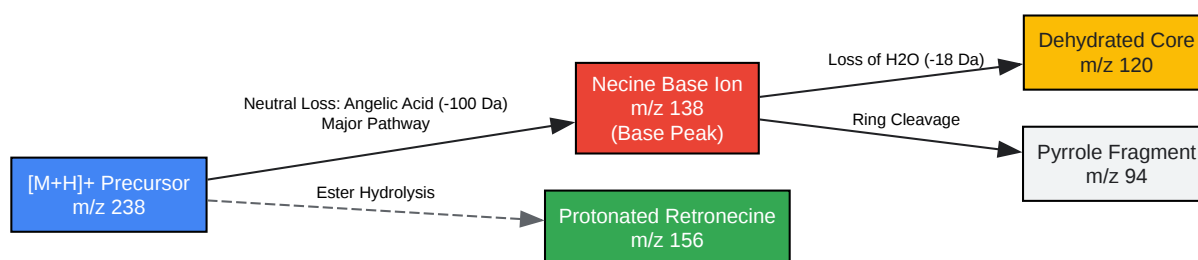 [M+H]+ Precursor
m/z 238
Neutral Loss: Angelic Acid (-100 Da)
Major Pathway
Ester Hydrolysis
Necine Base Ion
m/z 138
(Base Peak)
Protonated Retronecine
m/z 156
Loss of H2O (-18 Da)
Ring Cleavage
Dehydrated Core
m/z 120
Pyrrole Fragment
m/z 94